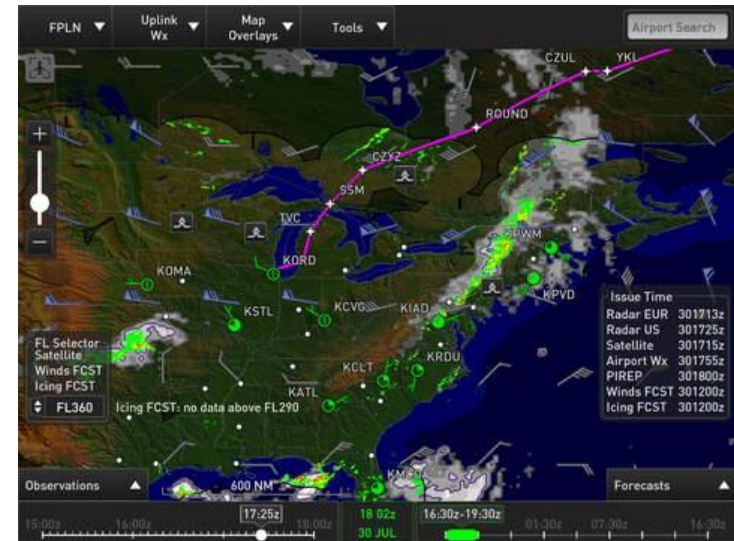 FPLN
Uplink
Wx
Map
Overlays
Tools
Airport Search
CZUL
YKL
ROUND
CZYZ
SSM
TVC
KPWM
KORD
KOMA
KPVD
KSTL
KCVG
KIAD
KRDU
KCLT
KATL
FL Selector
Satellite
Winds FCST
Icing FCST
FL360
Icing FCST: no data above FL290
Issue Time
Radar EUR 301713z
Radar US 301725z
Satellite 301715z
Airport Wx 301755z
PIREP 301800z
Winds FCST 301200z
Icing FCST 301200z
Observations
600 NM
Forecasts
17:25z
18 02z
16:30z-19:30z
15:00z
16:00z
18:00z
30 JUL
01:30z
07:30z
16:30z